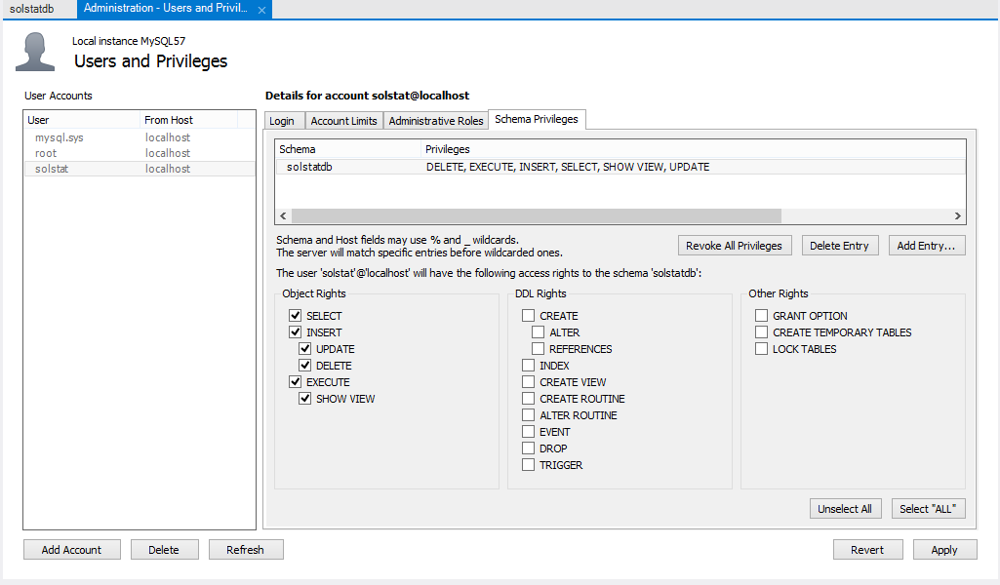 solstatdb
Administration - Users and Privil... ×
Local instance MySQL57
Users and Privileges
User Accounts
User From Host
mysql.sys localhost
root localhost
solstat localhost
Add Account Delete Refresh
Details for account solstat@localhost
Login Account Limits Administrative Roles Schema Privileges
Schema Privileges
solstatdb DELETE, EXECUTE, INSERT, SELECT, SHOW VIEW, UPDATE
Schema and Host fields may use % and _ wildcards.
The server will match specific entries before wildcarded ones.
Revoke All Privileges Delete Entry Add Entry...
The user 'solstat'@'localhost' will have the following access rights to the schema 'solstatdb':
Object Rights
SELECT
INSERT
UPDATE
DELETE
EXECUTE
SHOW VIEW
DDL Rights
CREATE
ALTER
REFERENCES
INDEX
CREATE VIEW
CREATE ROUTINE
ALTER ROUTINE
EVENT
DROP
TRIGGER
Other Rights
GRANT OPTION
CREATE TEMPORARY TABLES
LOCK TABLES
Unselect All Select "ALL"
Revert Apply